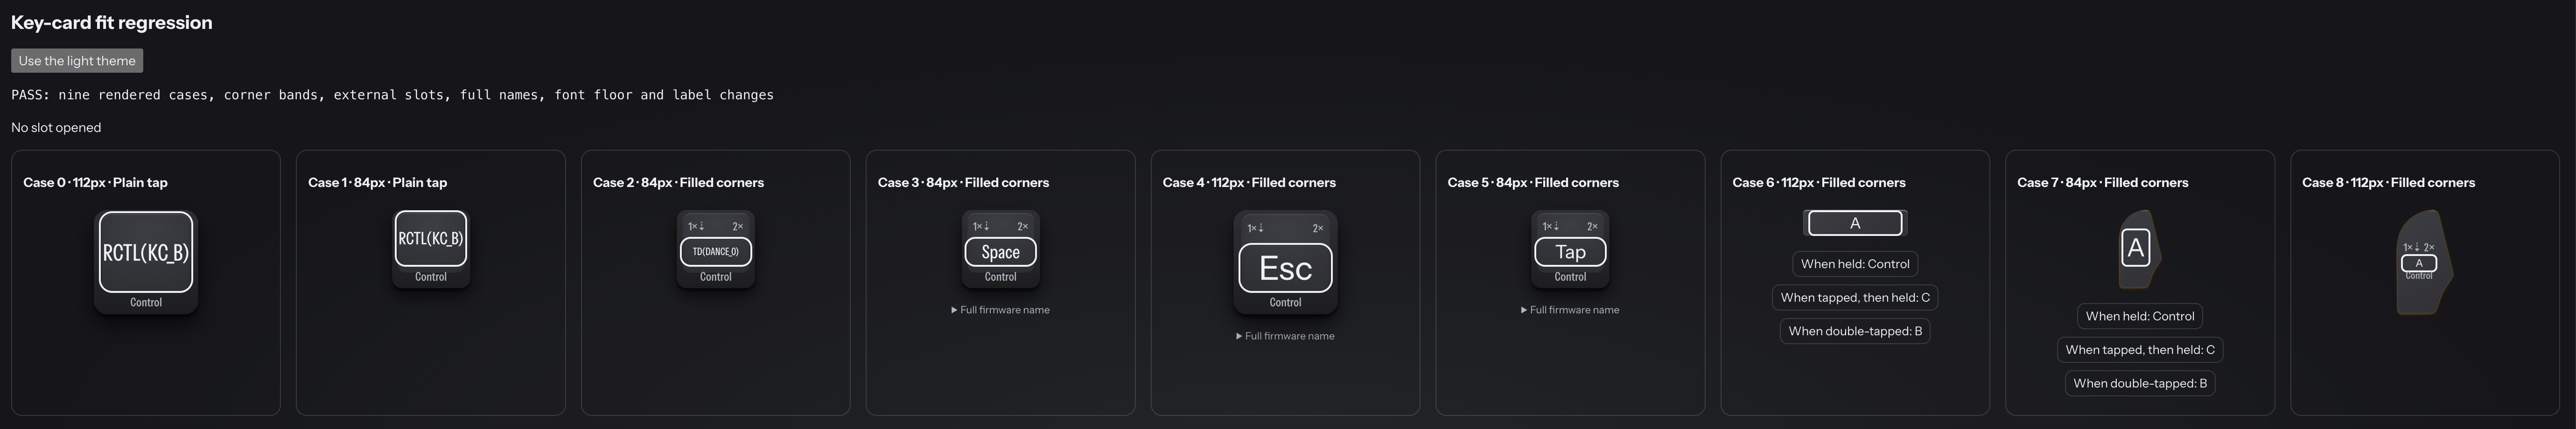 Key-card fit regression
Use the light theme
PASS: nine rendered cases, corner bands, external slots, full names, font floor and label changes
No slot opened
Case 0 · 112px · Plain tap
RCTL(KC_B)
Control
Case 1 · 84px · Plain tap
RCTL(KC_B)
Control
Case 2 · 84px · Filled corners
1×⇣ 2×
TD(DANCE_0)
Control
Case 3 · 84px · Filled corners
1×⇣ 2×
Space
Control
▶ Full firmware name
Case 4 · 112px · Filled corners
1×⇣ 2×
Esc
Control
▶ Full firmware name
Case 5 · 84px · Filled corners
1×⇣ 2×
Tap
Control
▶ Full firmware name
Case 6 · 112px · Filled corners
A
When held: Control
When tapped, then held: C
When double-tapped: B
Case 7 · 84px · Filled corners
A
When held: Control
When tapped, then held: C
When double-tapped: B
Case 8 · 112px · Filled corners
1×⇣ 2×
A
Control